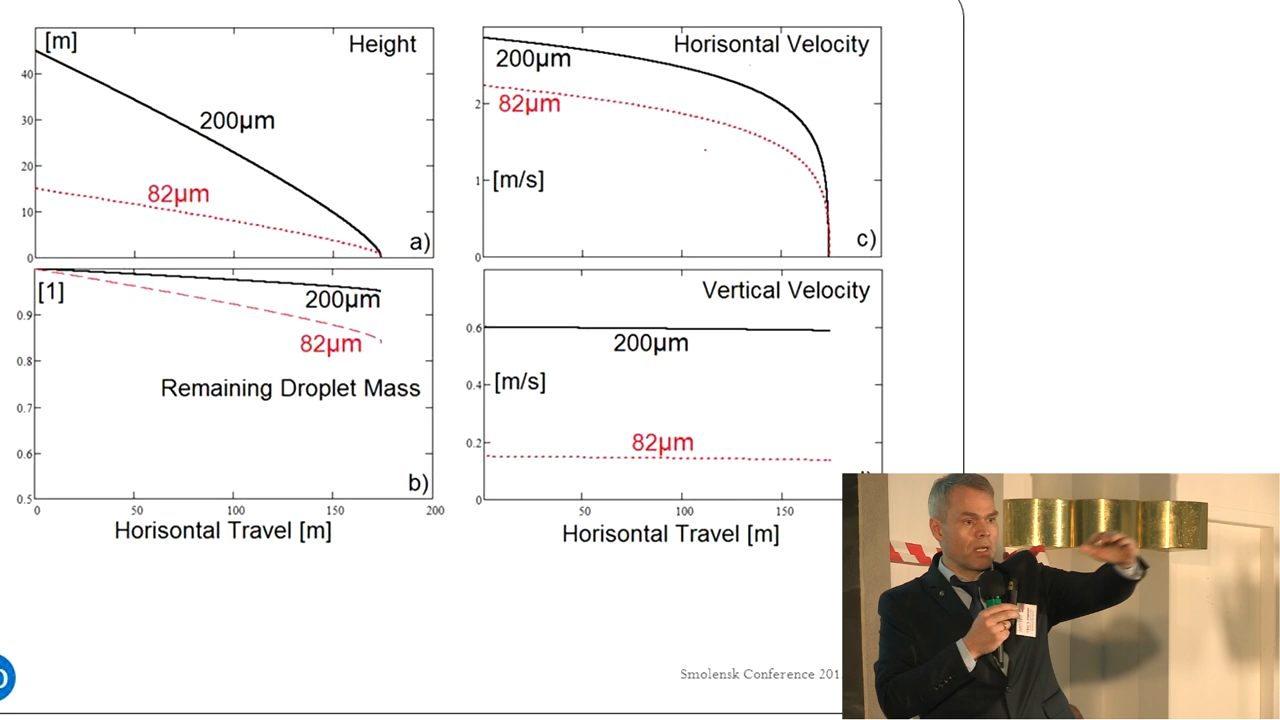 [m]
Height
40
30
20
10
0
200µm
82µm
a)
Horisontal Velocity
200µm
82µm
2
1
0
[m/s]
c)
[1]
0.9
0.8
0.7
0.6
0.5
200µm
82µm
Remaining Droplet Mass
b)
0 50 100 150 200
Horisontal Travel [m]
Vertical Velocity
0.6
0.4
0.2
0
200µm
[m/s]
82µm
0 50 100 150
Horisontal Travel [m]
Smolensk Conference 201